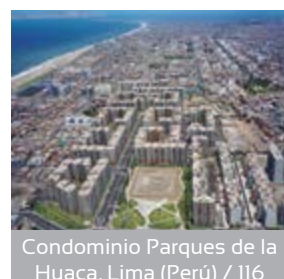 Condominio Parques de la
Huaca, Lima (Perú) / 116